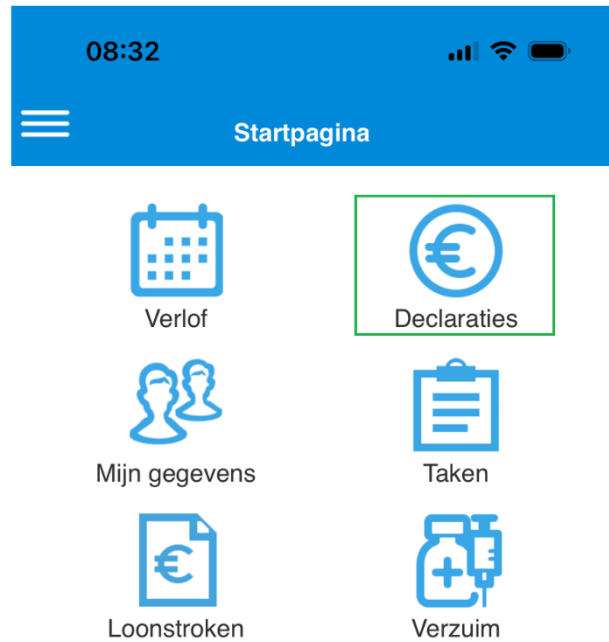 08:32
Startpagina
Verlof
Declaraties
Mijn gegevens
Taken
Loonstroken
Verzuim